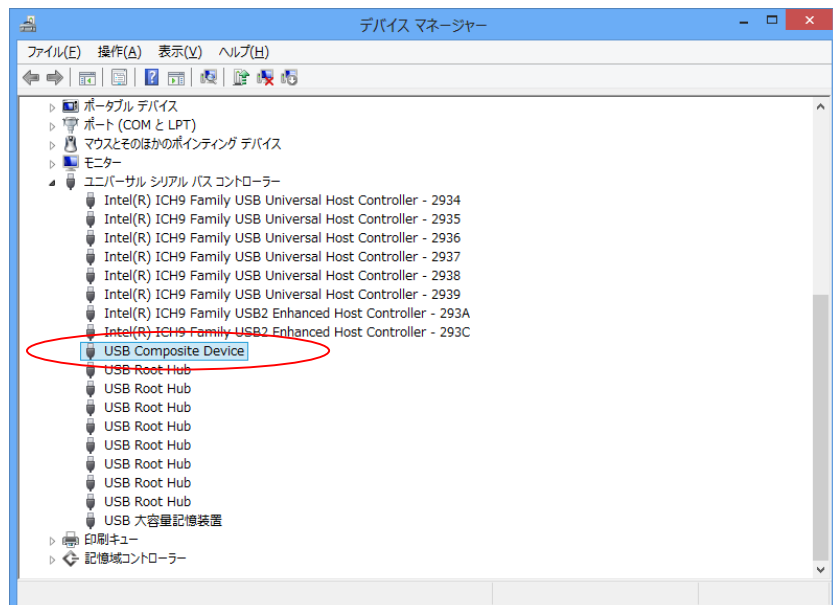 デバイス マネージャー
ファイル(F) 操作(A) 表示(V) ヘルプ(H)
ポータブル デバイス
ポート (COM と LPT)
マウスとそのほかのポインティング デバイス
モニター
ユニバーサル シリアル バス コントローラー
Intel(R) ICH9 Family USB Universal Host Controller - 2934
Intel(R) ICH9 Family USB Universal Host Controller - 2935
Intel(R) ICH9 Family USB Universal Host Controller - 2936
Intel(R) ICH9 Family USB Universal Host Controller - 2937
Intel(R) ICH9 Family USB Universal Host Controller - 2938
Intel(R) ICH9 Family USB Universal Host Controller - 2939
Intel(R) ICH9 Family USB2 Enhanced Host Controller - 293A
Intel(R) ICH9 Family USB2 Enhanced Host Controller - 293C
USB Composite Device
USB Root Hub
USB Root Hub
USB Root Hub
USB Root Hub
USB Root Hub
USB Root Hub
USB Root Hub
USB Root Hub
USB 大容量記憶装置
印刷キュー
記憶域コントローラー